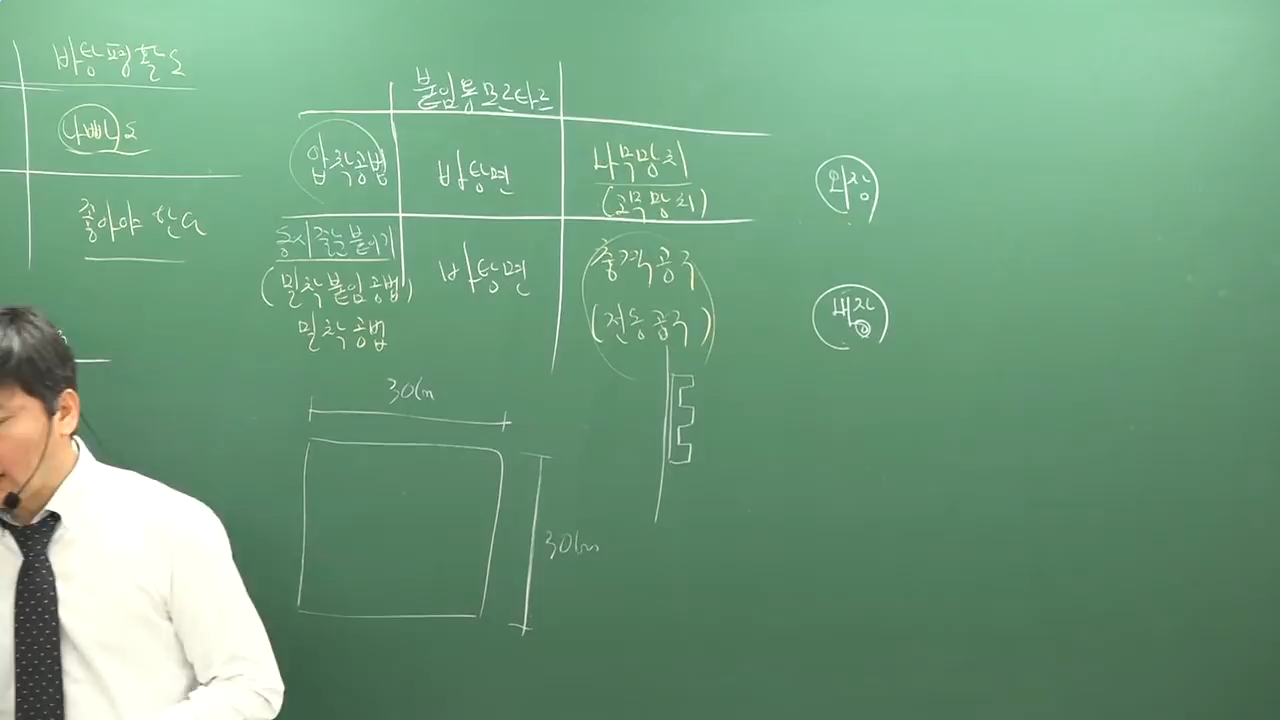 바탕평활도
나빠도
좋아야 한다
붙임용 모르타르
압착공법
바탕면
나무망치
(고무망치)
외장
동시줄눈붙이기
(밀착붙임공법)
밀착공법
바탕면
충격공구
(전동공구)
내장
30cm
30cm